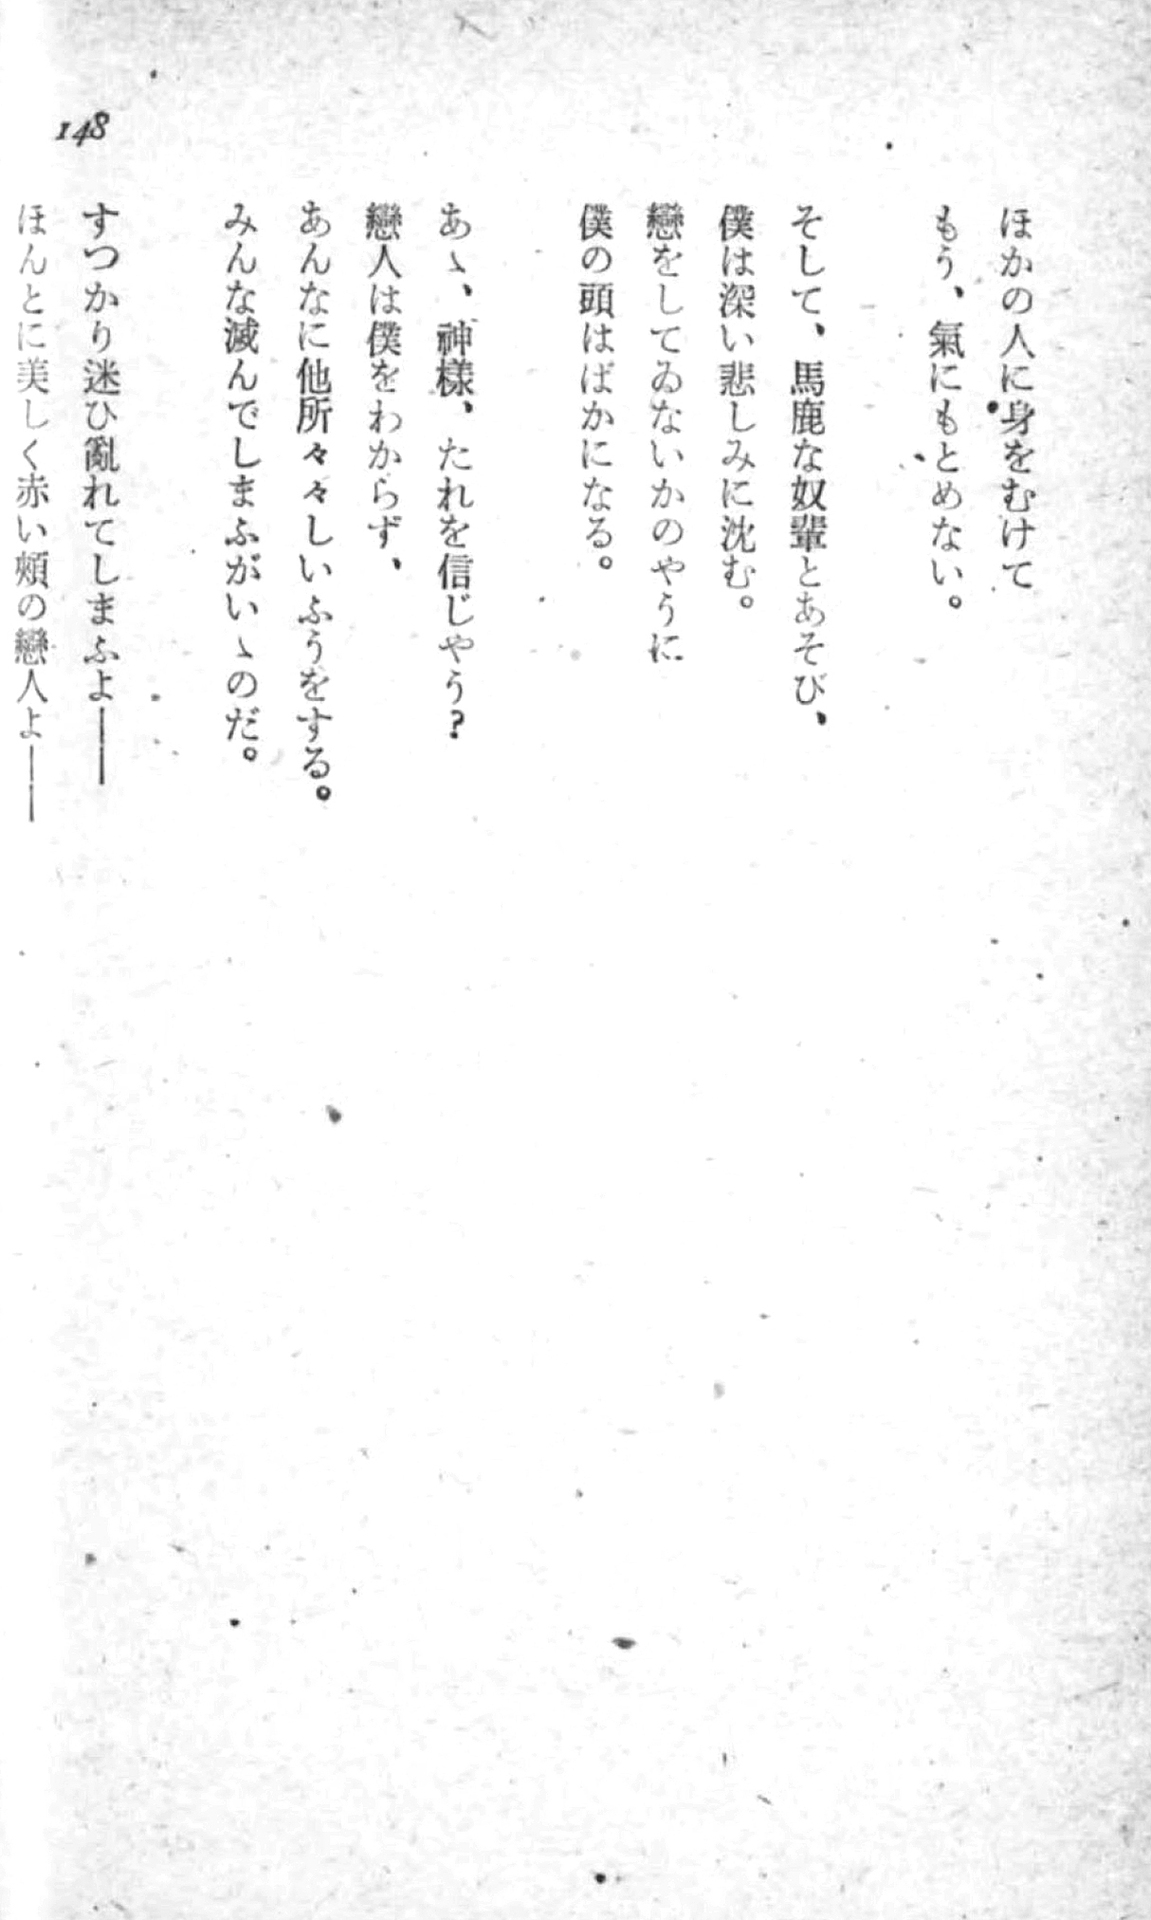 148
ほかの人に身をむけて
もう、氣にもとめない。
そして、馬鹿な奴輩とあそび、
僕は深い悲しみに沈む。
戀をしてゐないかのやうに
僕の頭はばかになる。
あゝ、神樣、たれを信じやう?
戀人は僕をわからず、
あんなに他所々々しいふうをする。
みんな滅んでしまふがいゝのだ。
すつかり迷ひ亂れてしまふよ――
ほんとに美しく赤い頰の戀人よ――